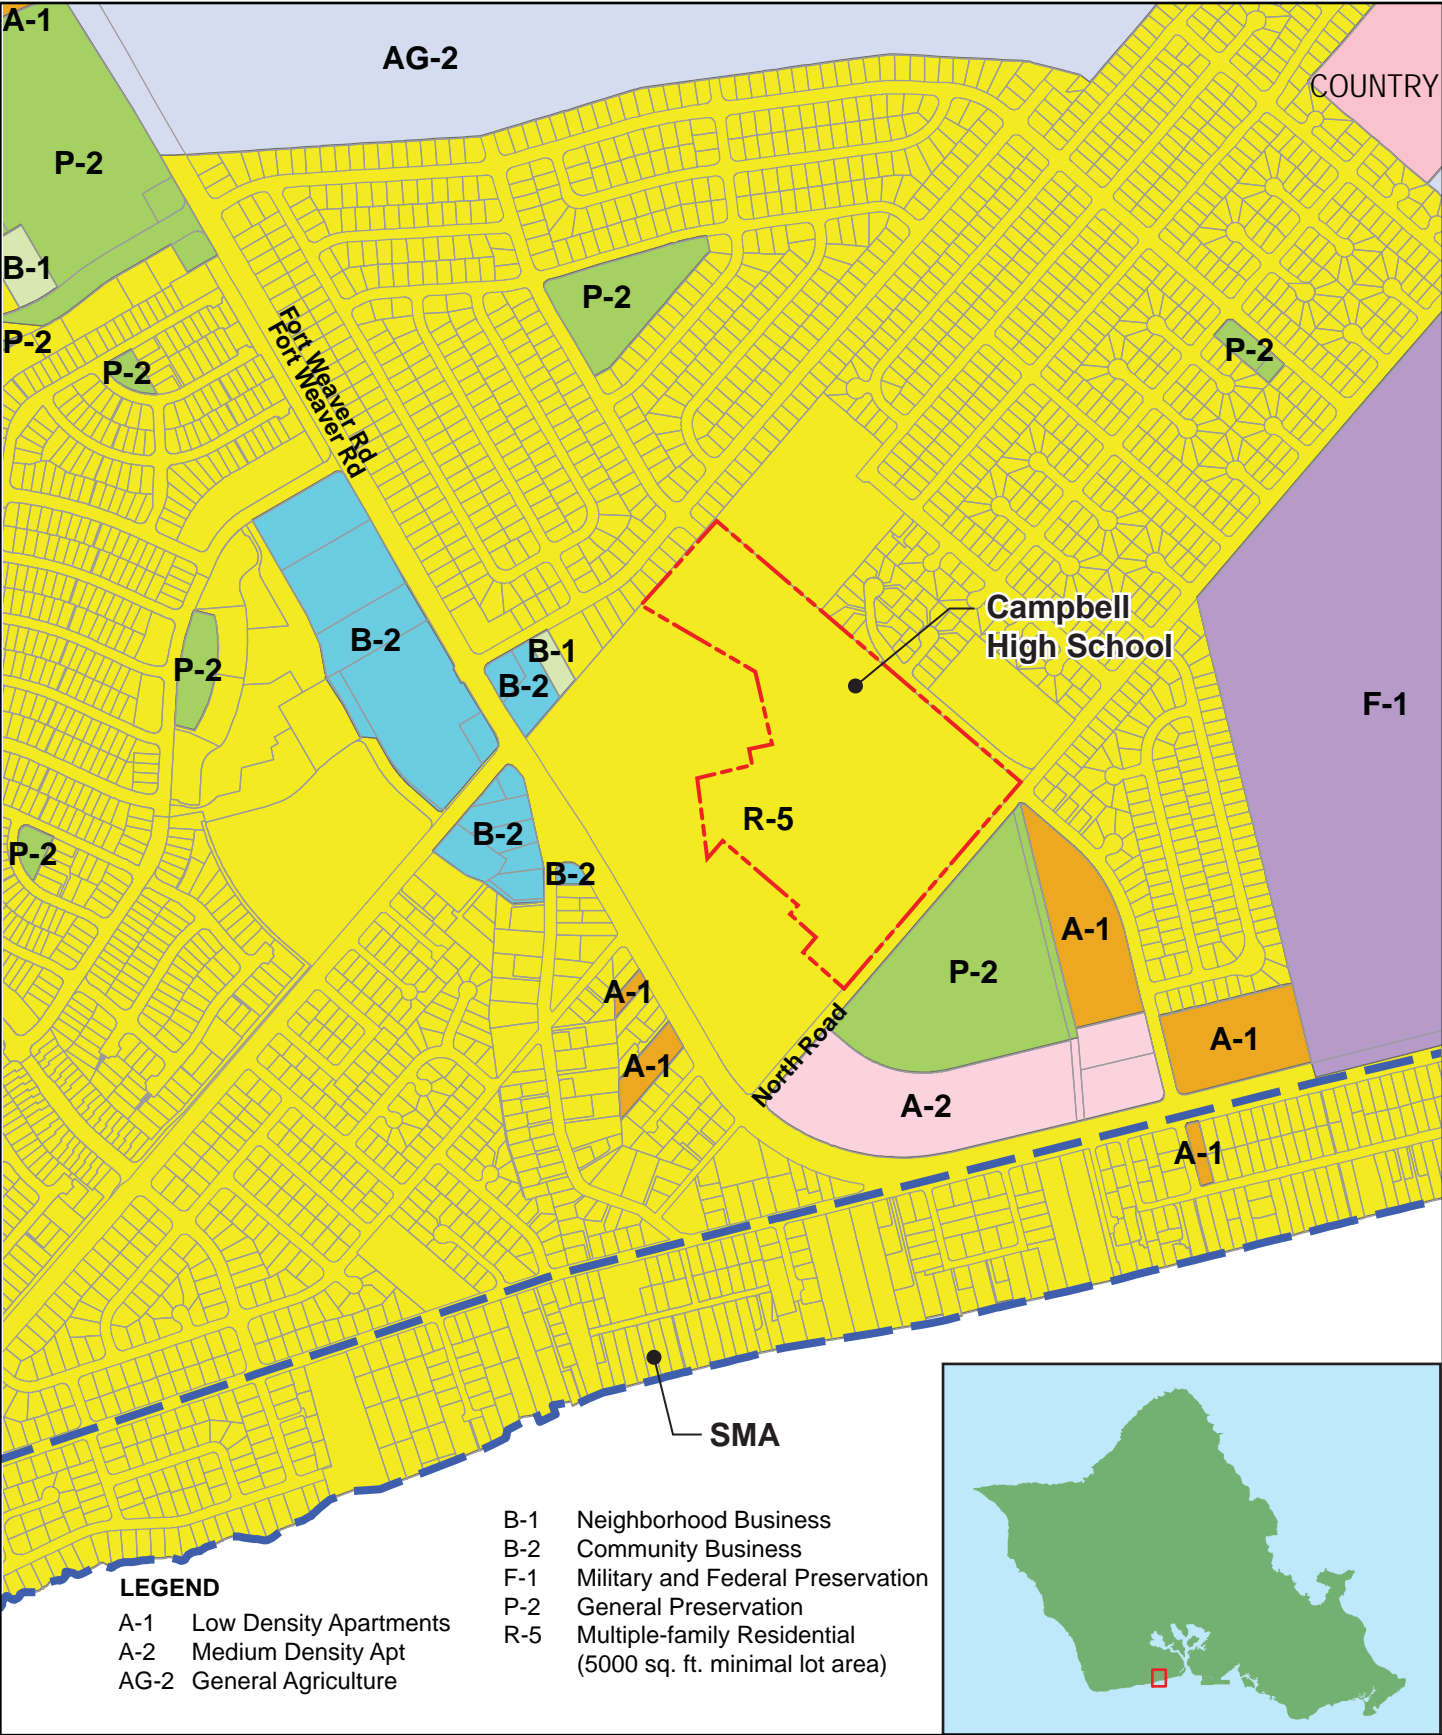 A-1
AG-2
COUNTRY
P-2
B-1
P-2
P-2
P-2
P-2
Fort Weaver Rd
Fort Weaver Rd
B-2
P-2
B-1
B-2
Campbell
High School
F-1
R-5
B-2
P-2
B-2
A-1
P-2
A-1
A-1
A-1
North Road
A-2
A-1
SMA
LEGEND
A-1 Low Density Apartments
A-2 Medium Density Apt
AG-2 General Agriculture
B-1 Neighborhood Business
B-2 Community Business
F-1 Military and Federal Preservation
P-2 General Preservation
R-5 Multiple-family Residential
(5000 sq. ft. minimal lot area)